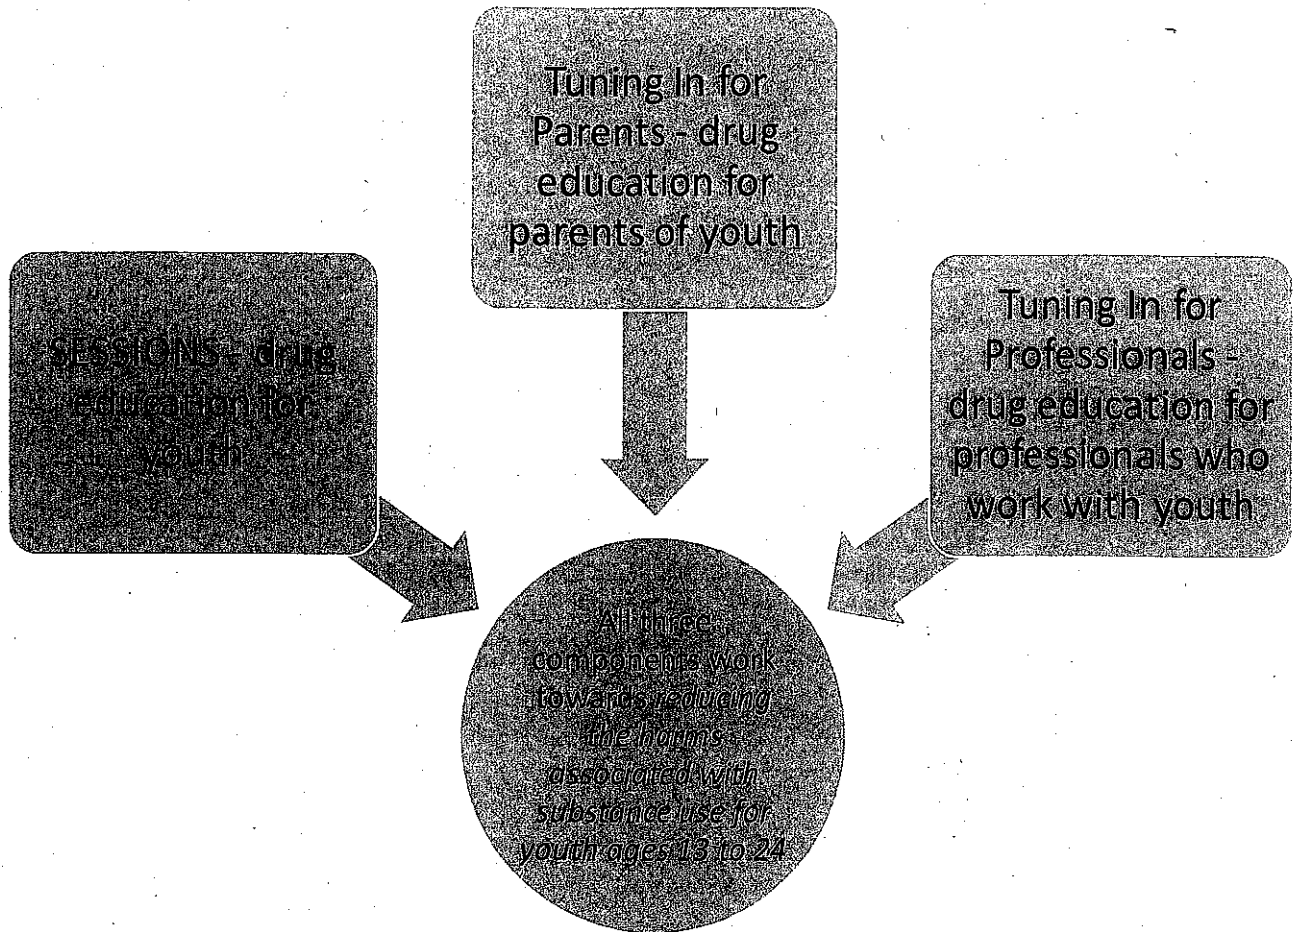 Tuning In for
Parents - drug
education for
parents of youth
SESSIONS - drug
education for
youth
Tuning In for
Professionals -
drug education for
professionals who
work with youth
All three
components work
towards reducing
the harms
associated with
substance use for
youth ages 13 to 24